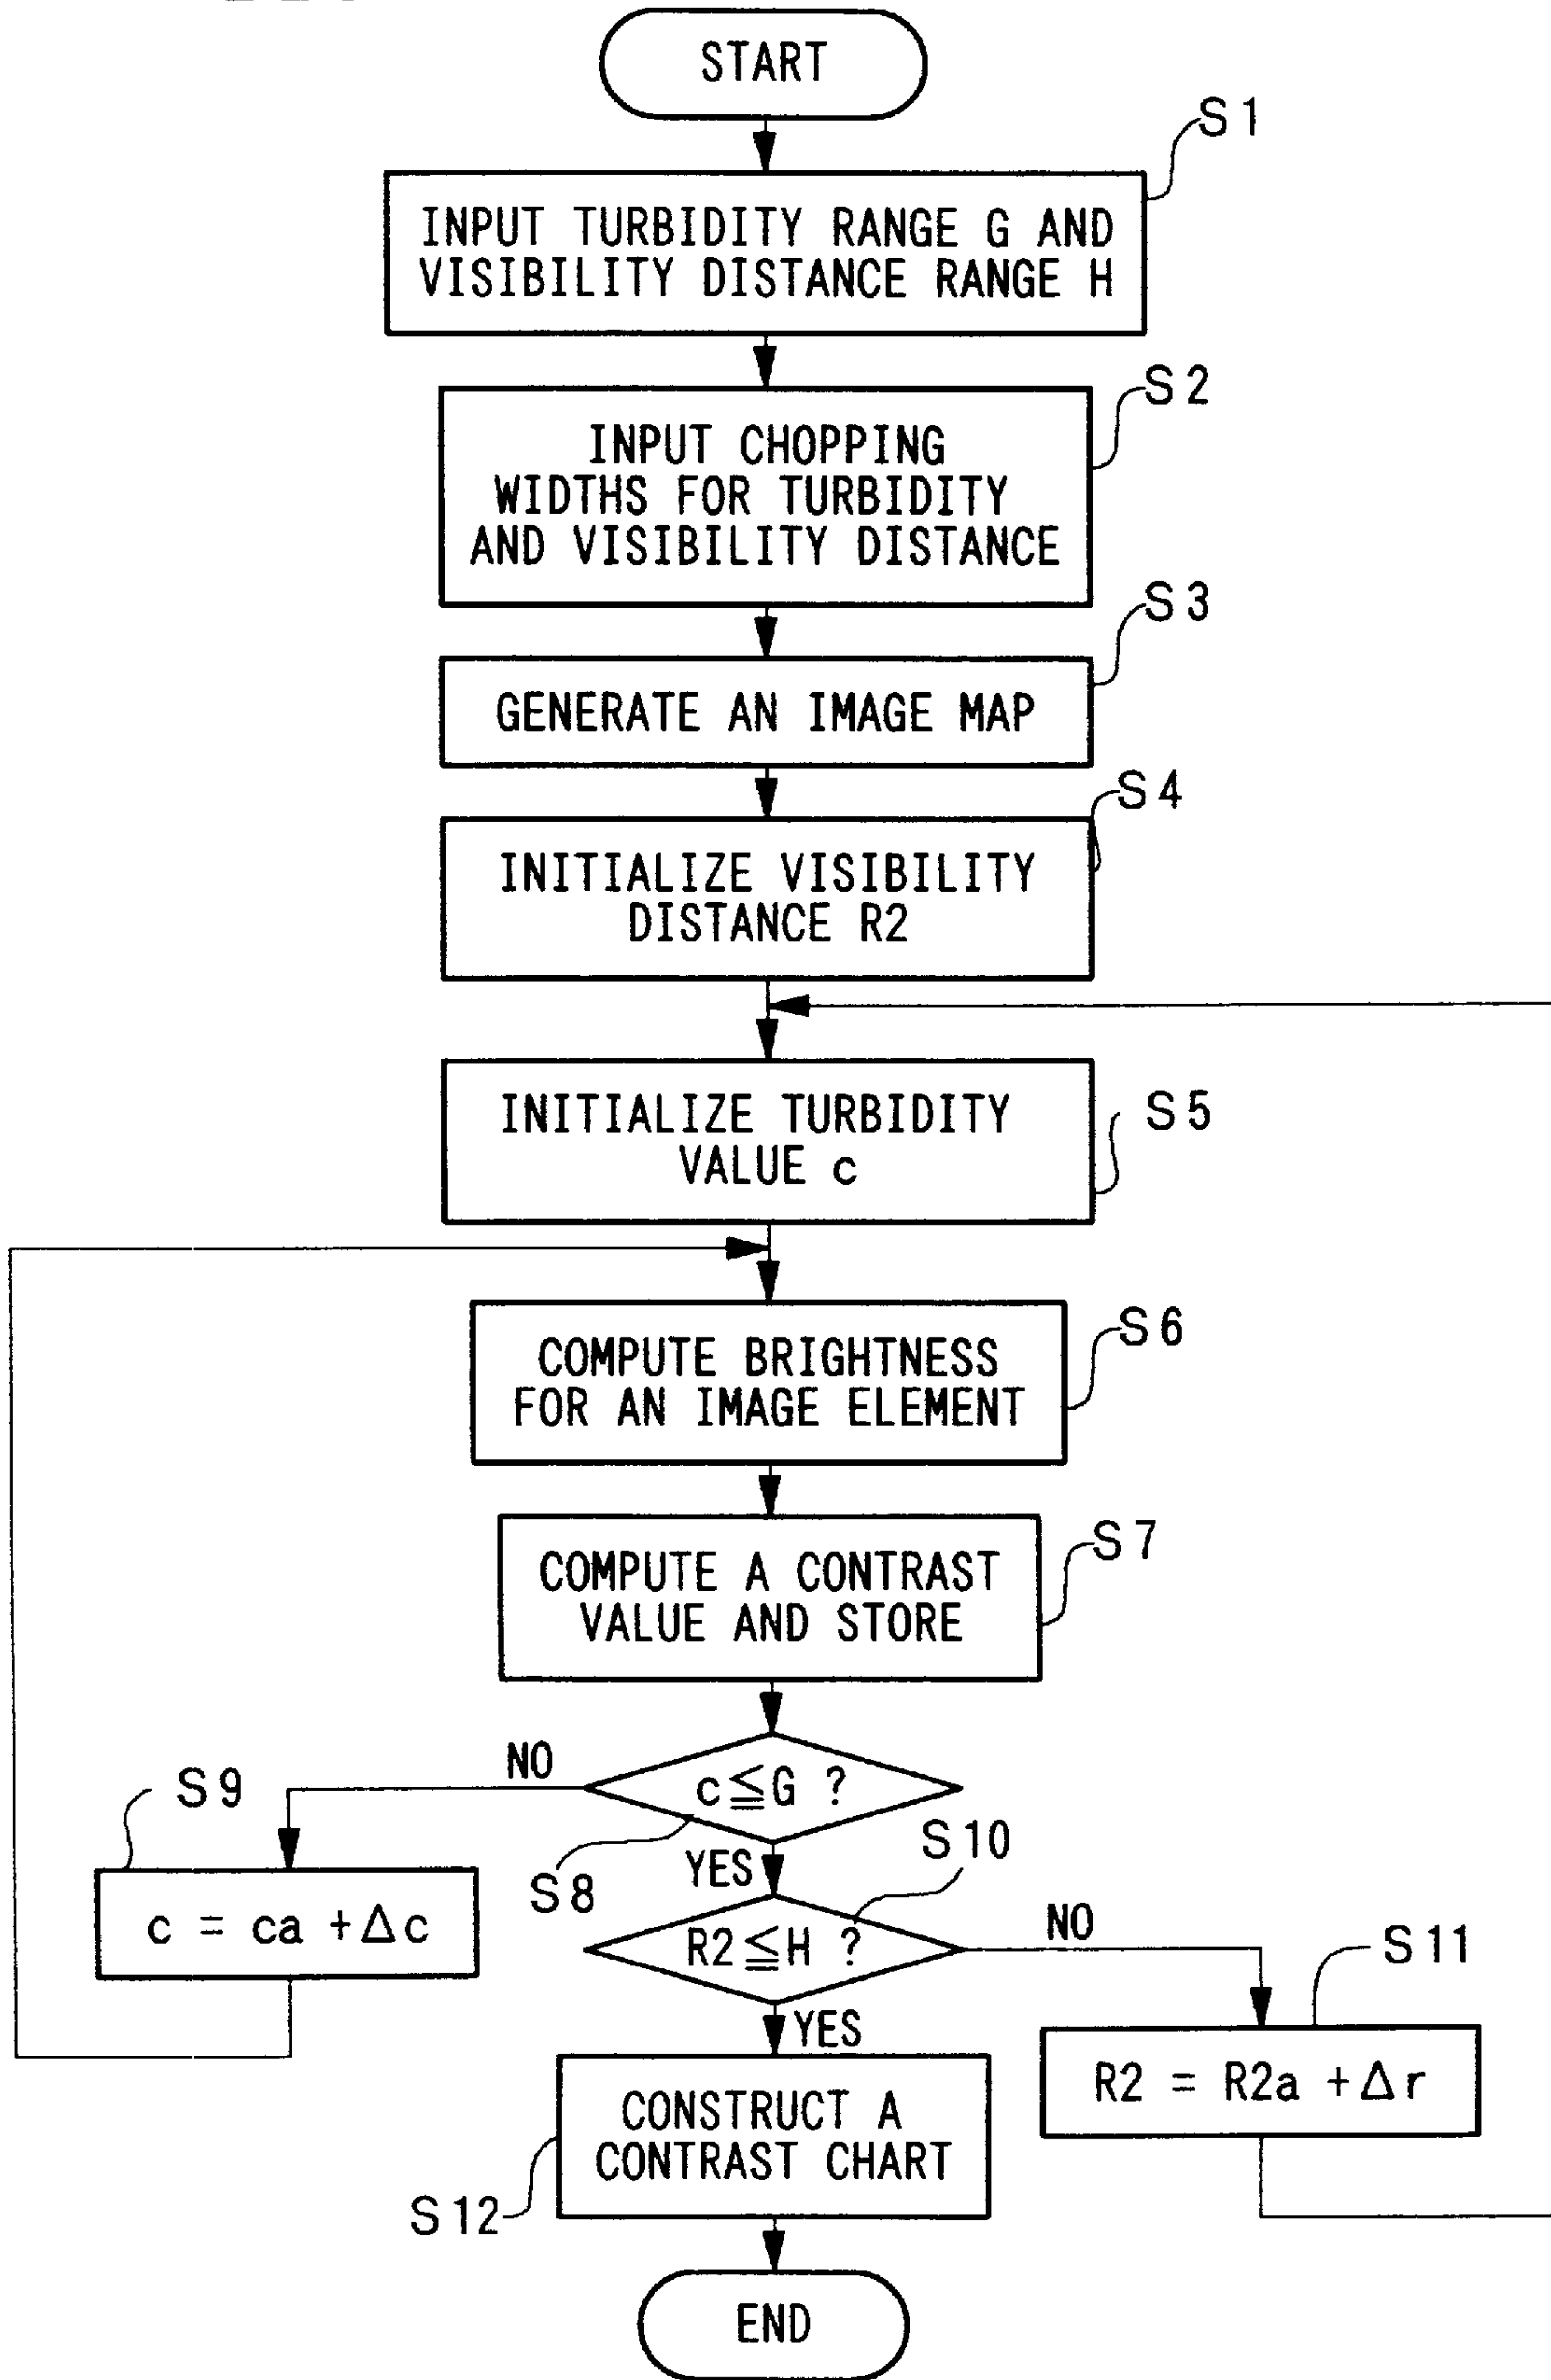 START
S1
INPUT TURBIDITY RANGE G AND
VISIBILITY DISTANCE RANGE H
S2
INPUT CHOPPING
WIDTHS FOR TURBIDITY
AND VISIBILITY DISTANCE
S3
GENERATE AN IMAGE MAP
S4
INITIALIZE VISIBILITY
DISTANCE R2
S5
INITIALIZE TURBIDITY
VALUE c
S6
COMPUTE BRIGHTNESS
FOR AN IMAGE ELEMENT
S7
COMPUTE A CONTRAST
VALUE AND STORE
NO
c≦G ?
S8
YES
S9
c = ca +Δc
S10
R2≦H ?
NO
YES
S11
R2 = R2a +Δr
CONSTRUCT A
CONTRAST CHART
S12
END